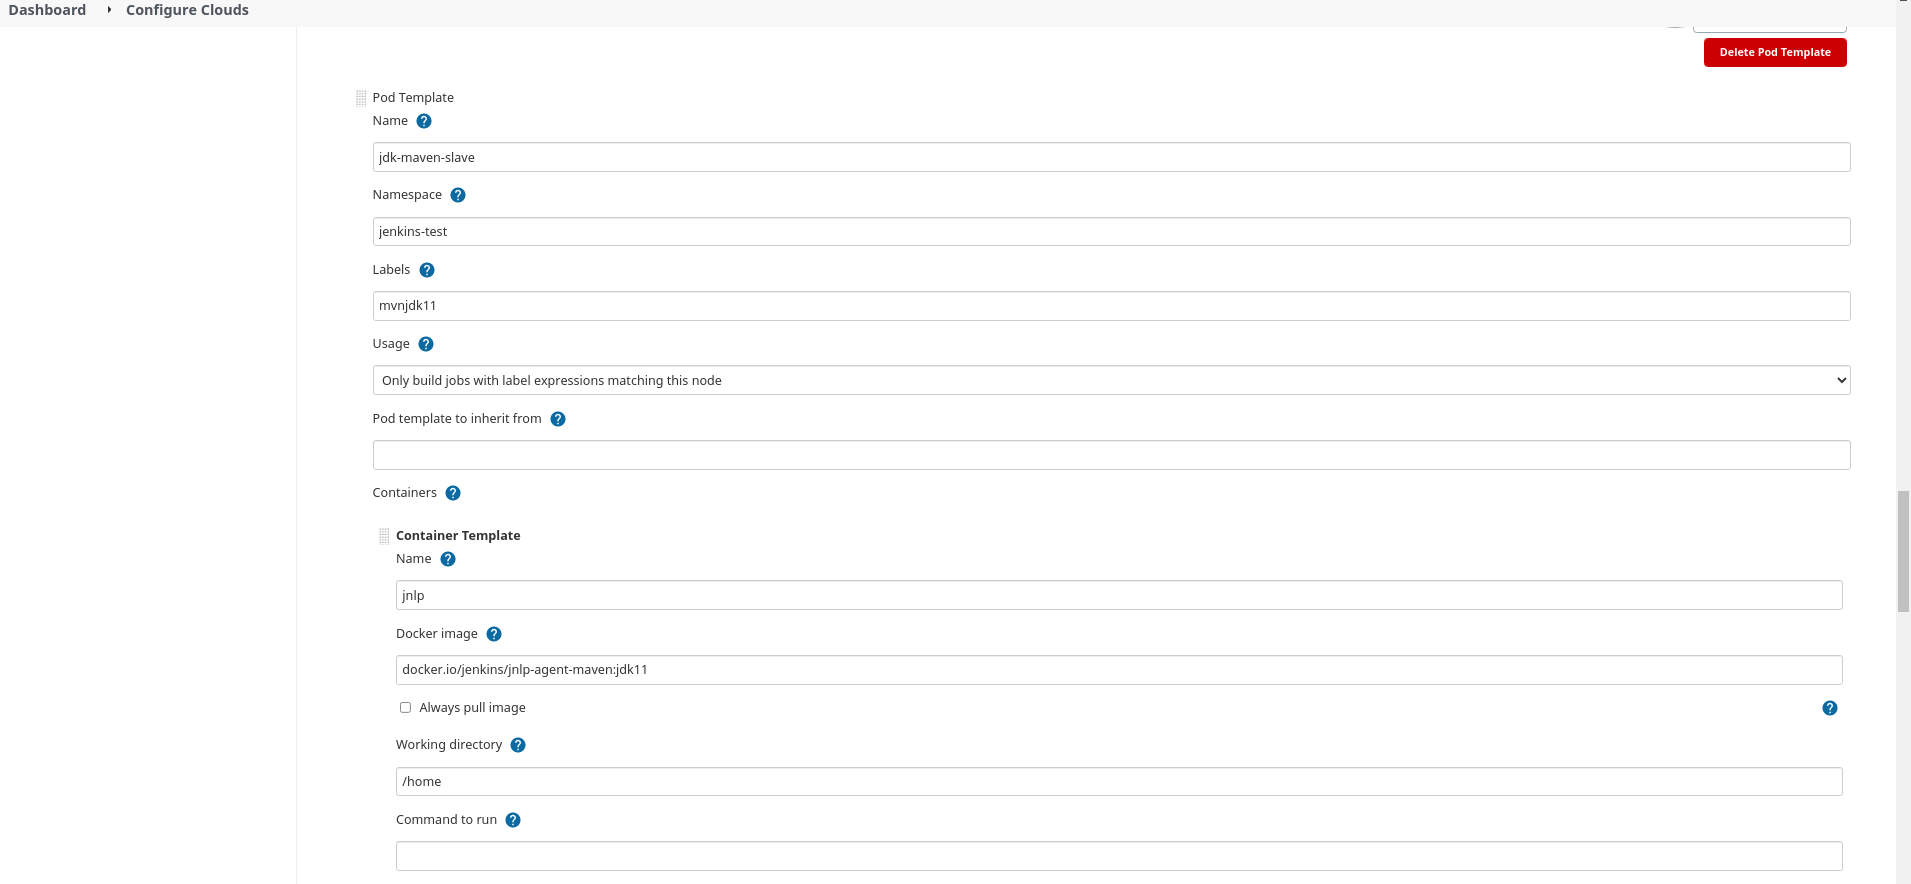 Dashboard
Configure Clouds
Delete Pod Template
Pod Template
Name ?
jdk-maven-slave
Namespace ?
jenkins-test
Labels ?
mvnjdk11
Usage ?
Only build jobs with label expressions matching this node
Pod template to inherit from ?
Containers ?
Container Template
Name ?
jnlp
Docker image ?
docker.io/jenkins/jnlp-agent-maven:jdk11
Always pull image ?
Working directory ?
/home
Command to run ?